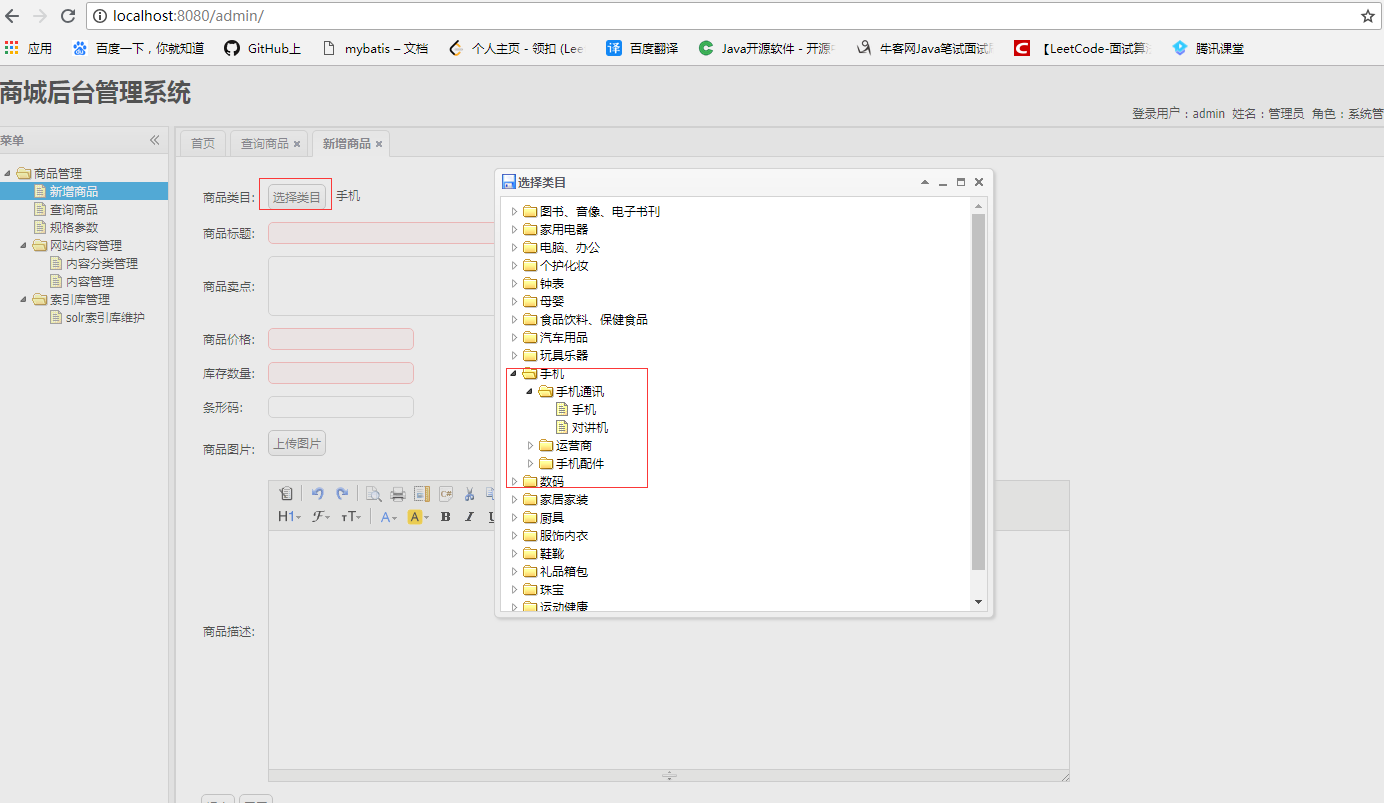 localhost:8080/admin/
应用 百度一下，你就知道 GitHub上 mybatis – 文档 个人主页 - 领扣 (Lee 百度翻译 Java开源软件 - 开源 牛客网Java笔试面试 【LeetCode-面试算 腾讯课堂
商城后台管理系统
登录用户：admin 姓名：管理员 角色：系统管
菜单
首页 查询商品 新增商品
商品管理
新增商品
查询商品
规格参数
网站内容管理
内容分类管理
内容管理
索引库管理
solr索引库维护
商品类目: 选择类目 手机
商品标题:
商品卖点:
商品价格:
库存数量:
条形码:
商品图片: 上传图片
H1 F TT A A B I U
商品描述:
选择类目
图书、音像、电子书刊
家用电器
电脑、办公
个护化妆
钟表
母婴
食品饮料、保健食品
汽车用品
玩具乐器
手机
手机通讯
手机
对讲机
运营商
手机配件
数码
家居家装
厨具
服饰内衣
鞋靴
礼品箱包
珠宝
运动健康